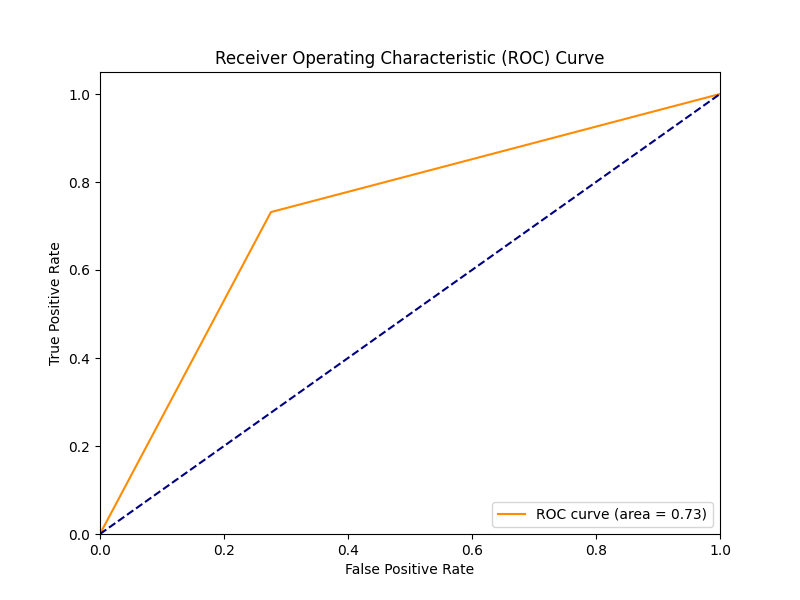 Receiver Operating Characteristic (ROC) Curve
1.0
0.8
0.6
0.4
0.2
0.0
True Positive Rate
ROC curve (area = 0.73)
0.0 0.2 0.4 0.6 0.8 1.0
False Positive Rate